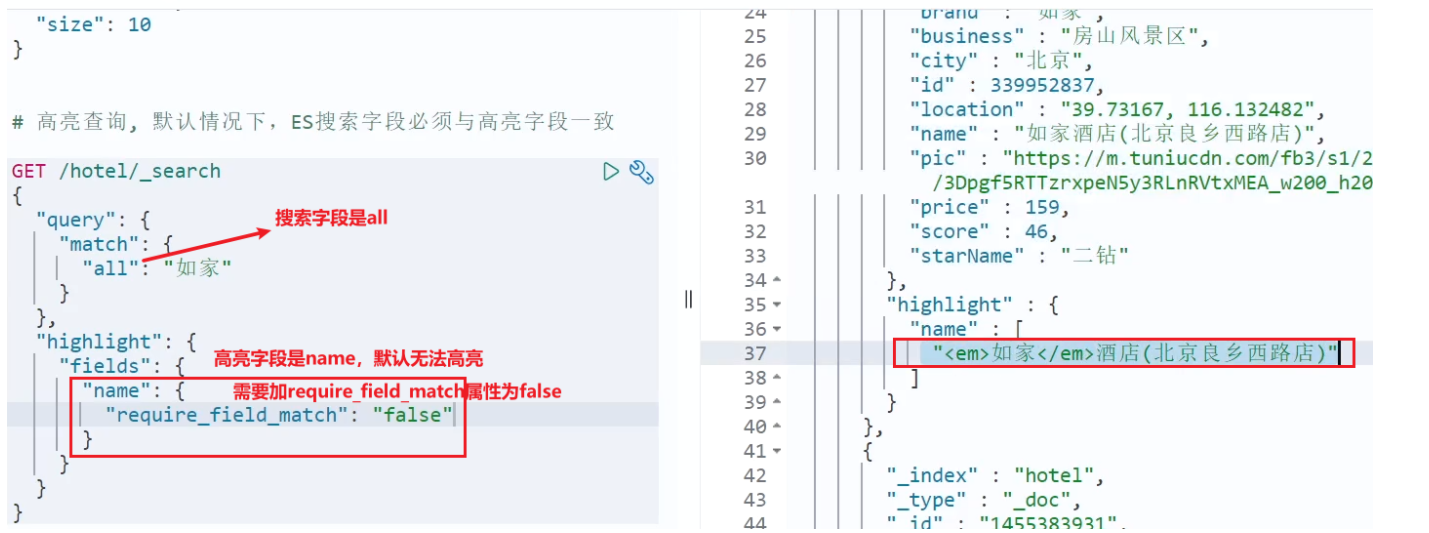 "size": 10
}
# 高亮查询, 默认情况下，ES搜索字段必须与高亮字段一致
GET /hotel/_search
{
"query": {
搜索字段是all
"match": {
"all": "如家"
}
},
"highlight": {
高亮字段是name，默认无法高亮
"fields": {
"name": {
需要加require_field_match属性为false
"require_field_match": "false"
}
}
}
}
24 "brand" : "如家",
25 "business" : "房山风景区",
26 "city" : "北京",
27 "id" : 339952837,
28 "location" : "39.73167, 116.132482",
29 "name" : "如家酒店(北京良乡西路店)",
30 "pic" : "https://m.tuniucdn.com/fb3/s1/2
/3Dpgf5RTTzrxpeN5y3RLnRVtxMEA_w200_h20
31 "price" : 159,
32 "score" : 46,
33 "starName" : "二钻"
34 },
35 "highlight" : {
36 "name" : [
37 "<em>如家</em>酒店(北京良乡西路店)"
38 ]
39 }
40 },
41 {
42 "_index" : "hotel",
43 "_type" : "_doc",
44 "_id" : "1455383931",